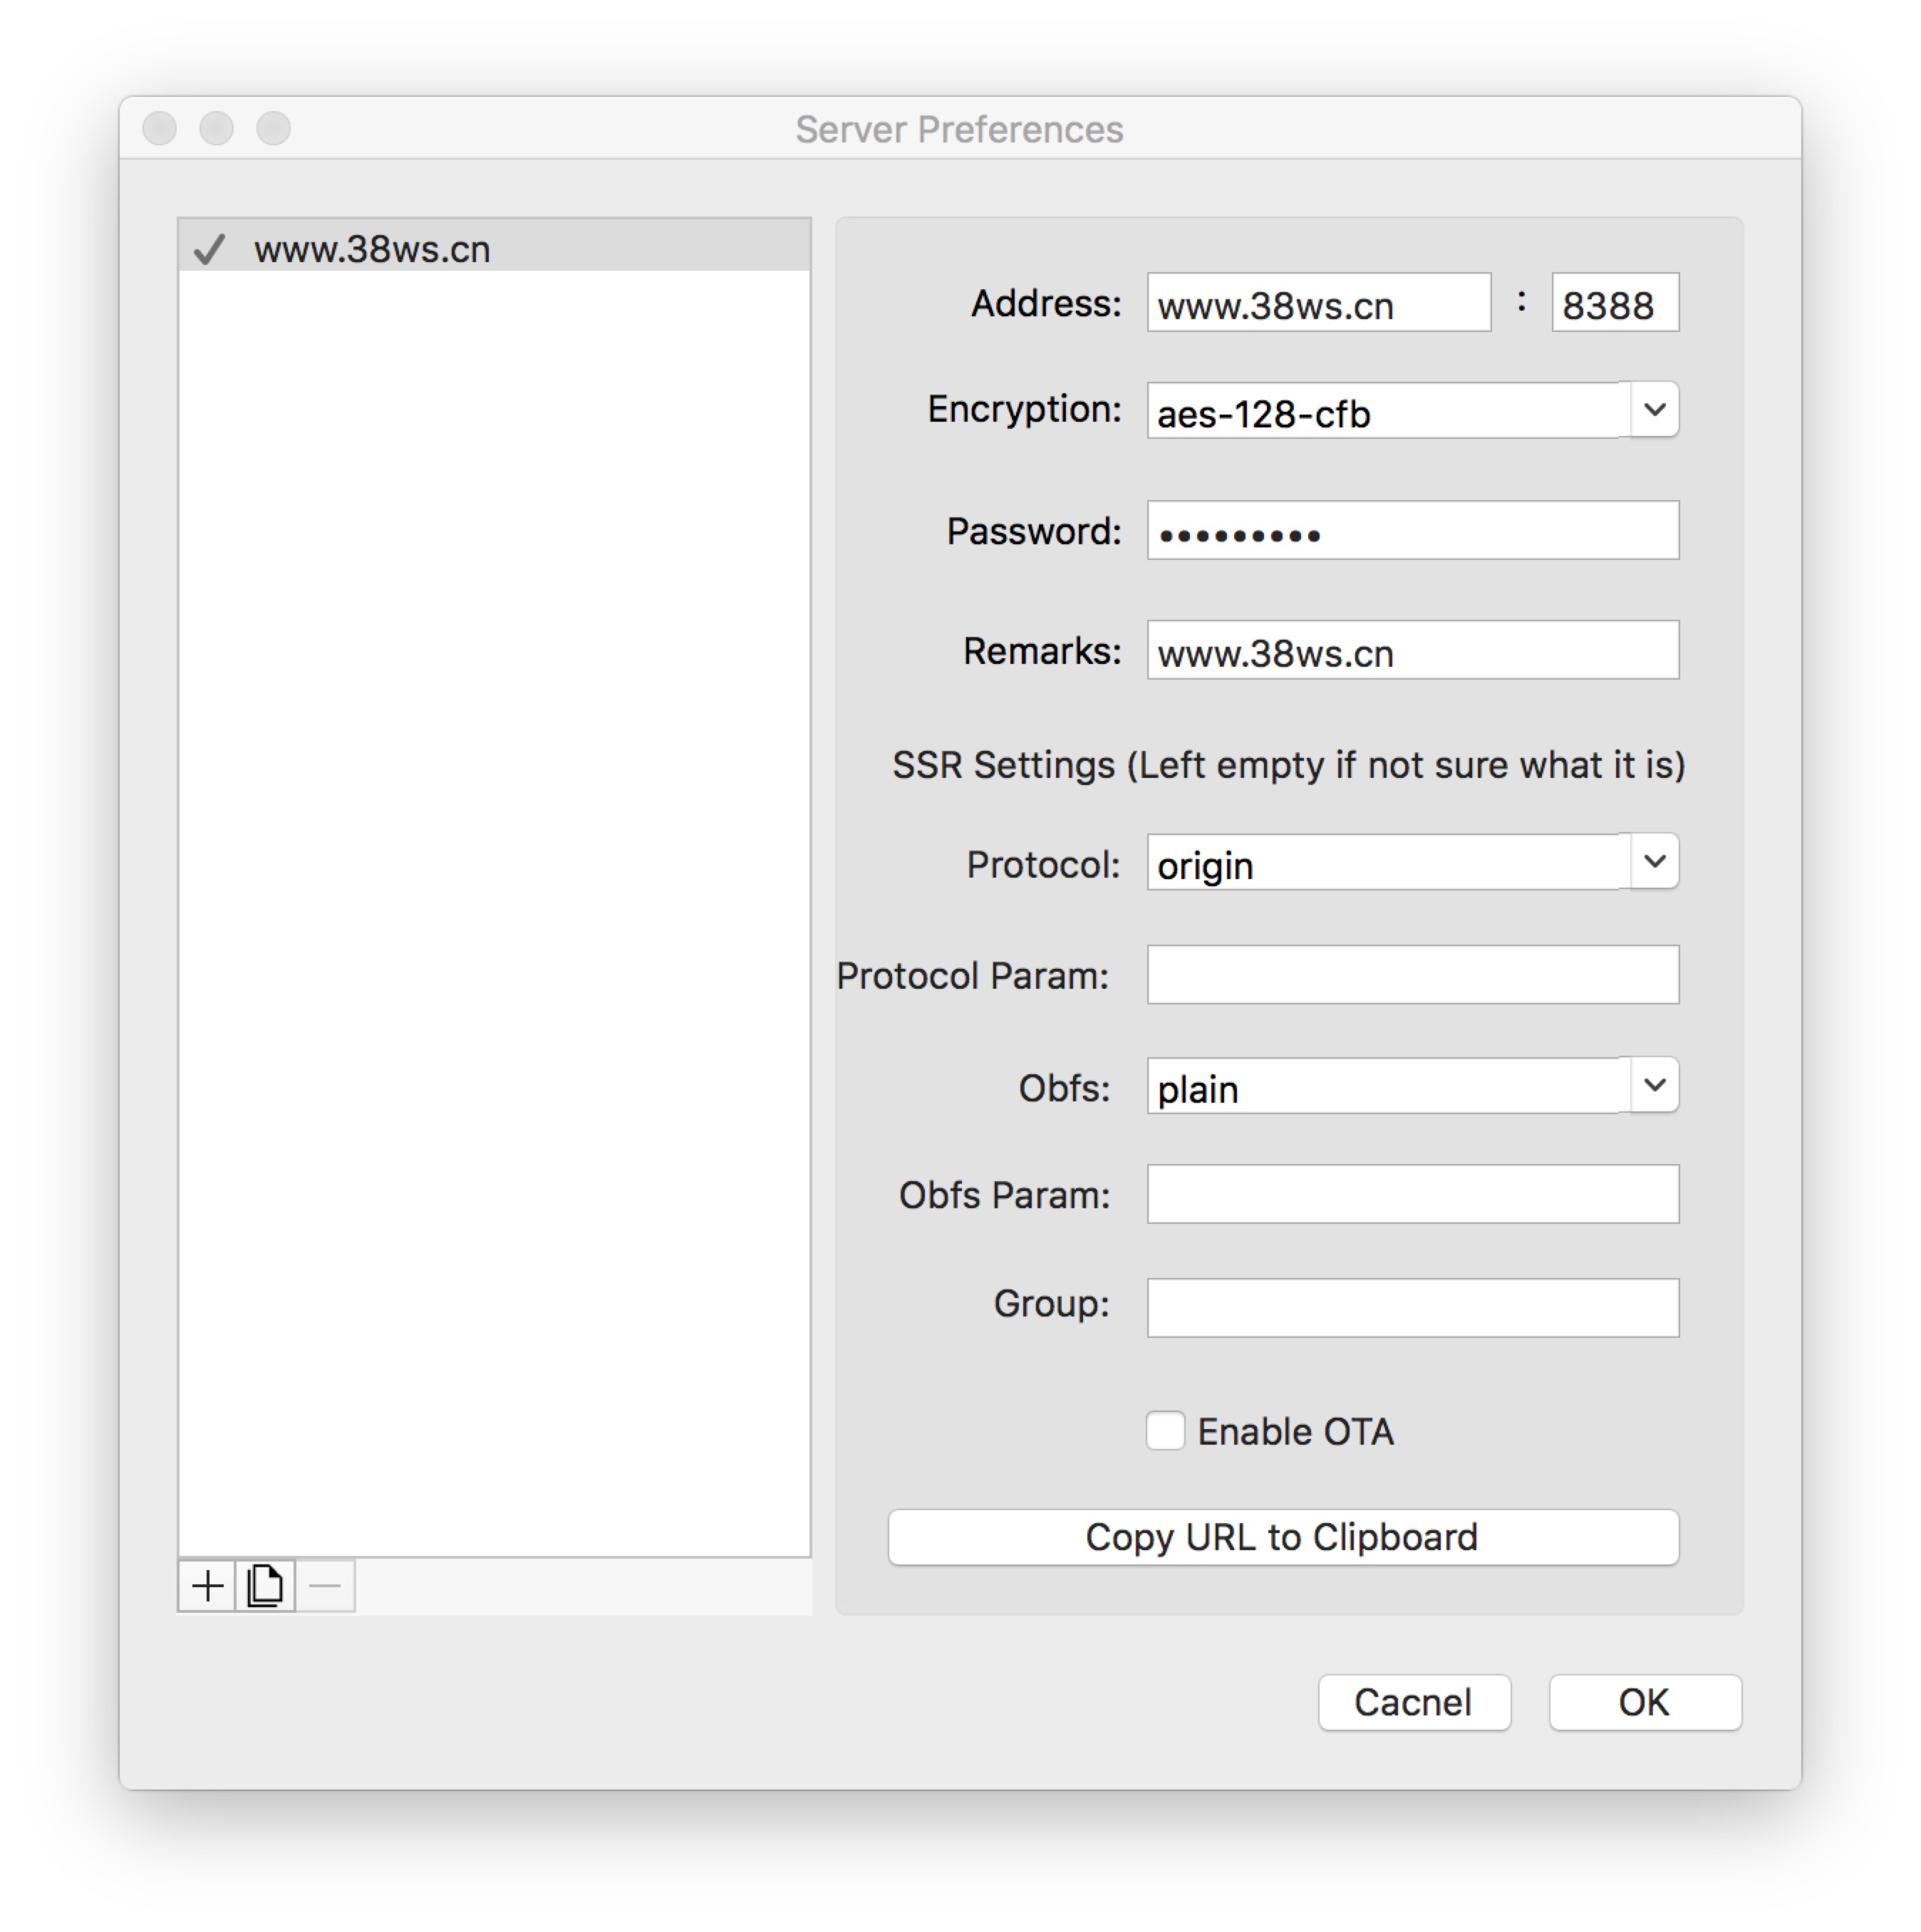 Server Preferences
www.38ws.cn
Address: www.38ws.cn : 8388
Encryption: aes-128-cfb
Password: •••••••••
Remarks: www.38ws.cn
SSR Settings (Left empty if not sure what it is)
Protocol: origin
Protocol Param:
Obfs: plain
Obfs Param:
Group:
Enable OTA
Copy URL to Clipboard
Cacnel OK